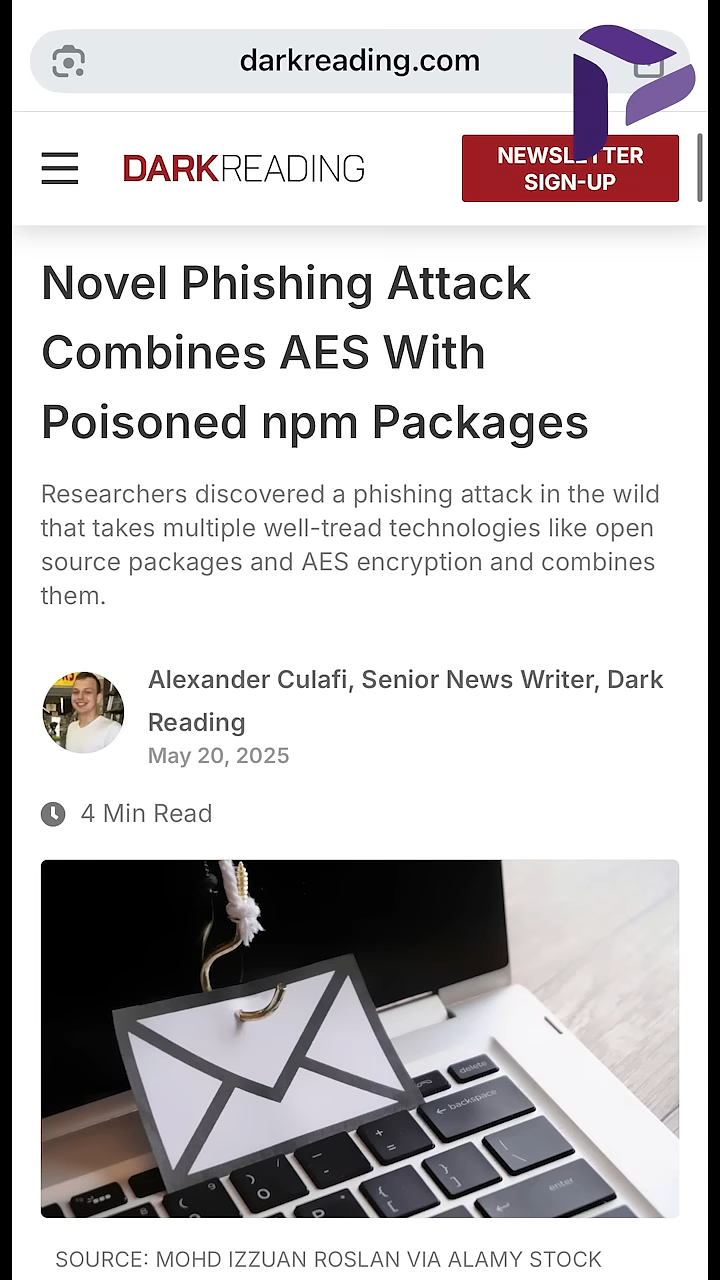 darkreading.com
DARKREADING
NEWSLETTER
SIGN-UP
Novel Phishing Attack
Combines AES With
Poisoned npm Packages
Researchers discovered a phishing attack in the wild
that takes multiple well-tread technologies like open
source packages and AES encryption and combines
them.
Alexander Culafi, Senior News Writer, Dark
Reading
May 20, 2025
4 Min Read
delete
← backspace
+
=
enter
SOURCE: MOHD IZZUAN ROSLAN VIA ALAMY STOCK